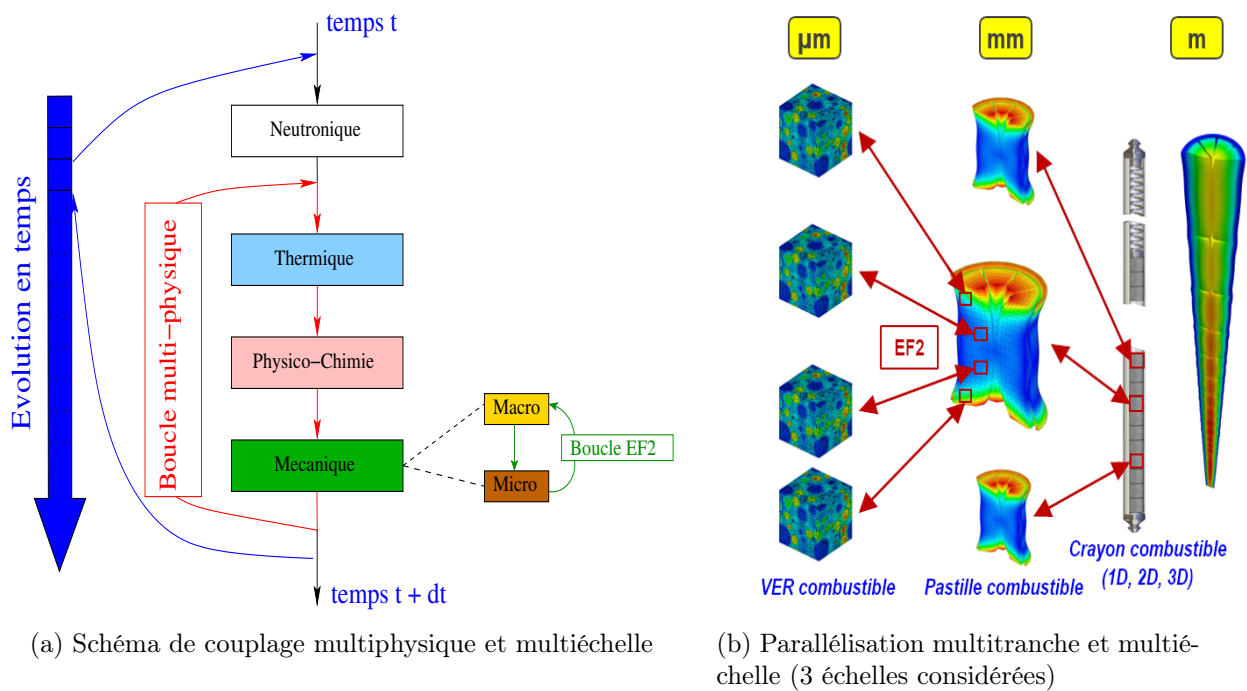 temps t
Neutronique
Evolution en temps
Boucle multi-physique
Thermique
Physico-Chimie
Mecanique
Macro
Boucle EF2
Micro
temps t + dt
(a) Schéma de couplage multiphysique et multiéchelle
µm
mm
m
EF2
VER combustible
Pastille combustible
Crayon combustible
(1D, 2D, 3D)
(b) Parallélisation multitranche et multié-
chelle (3 échelles considérées)